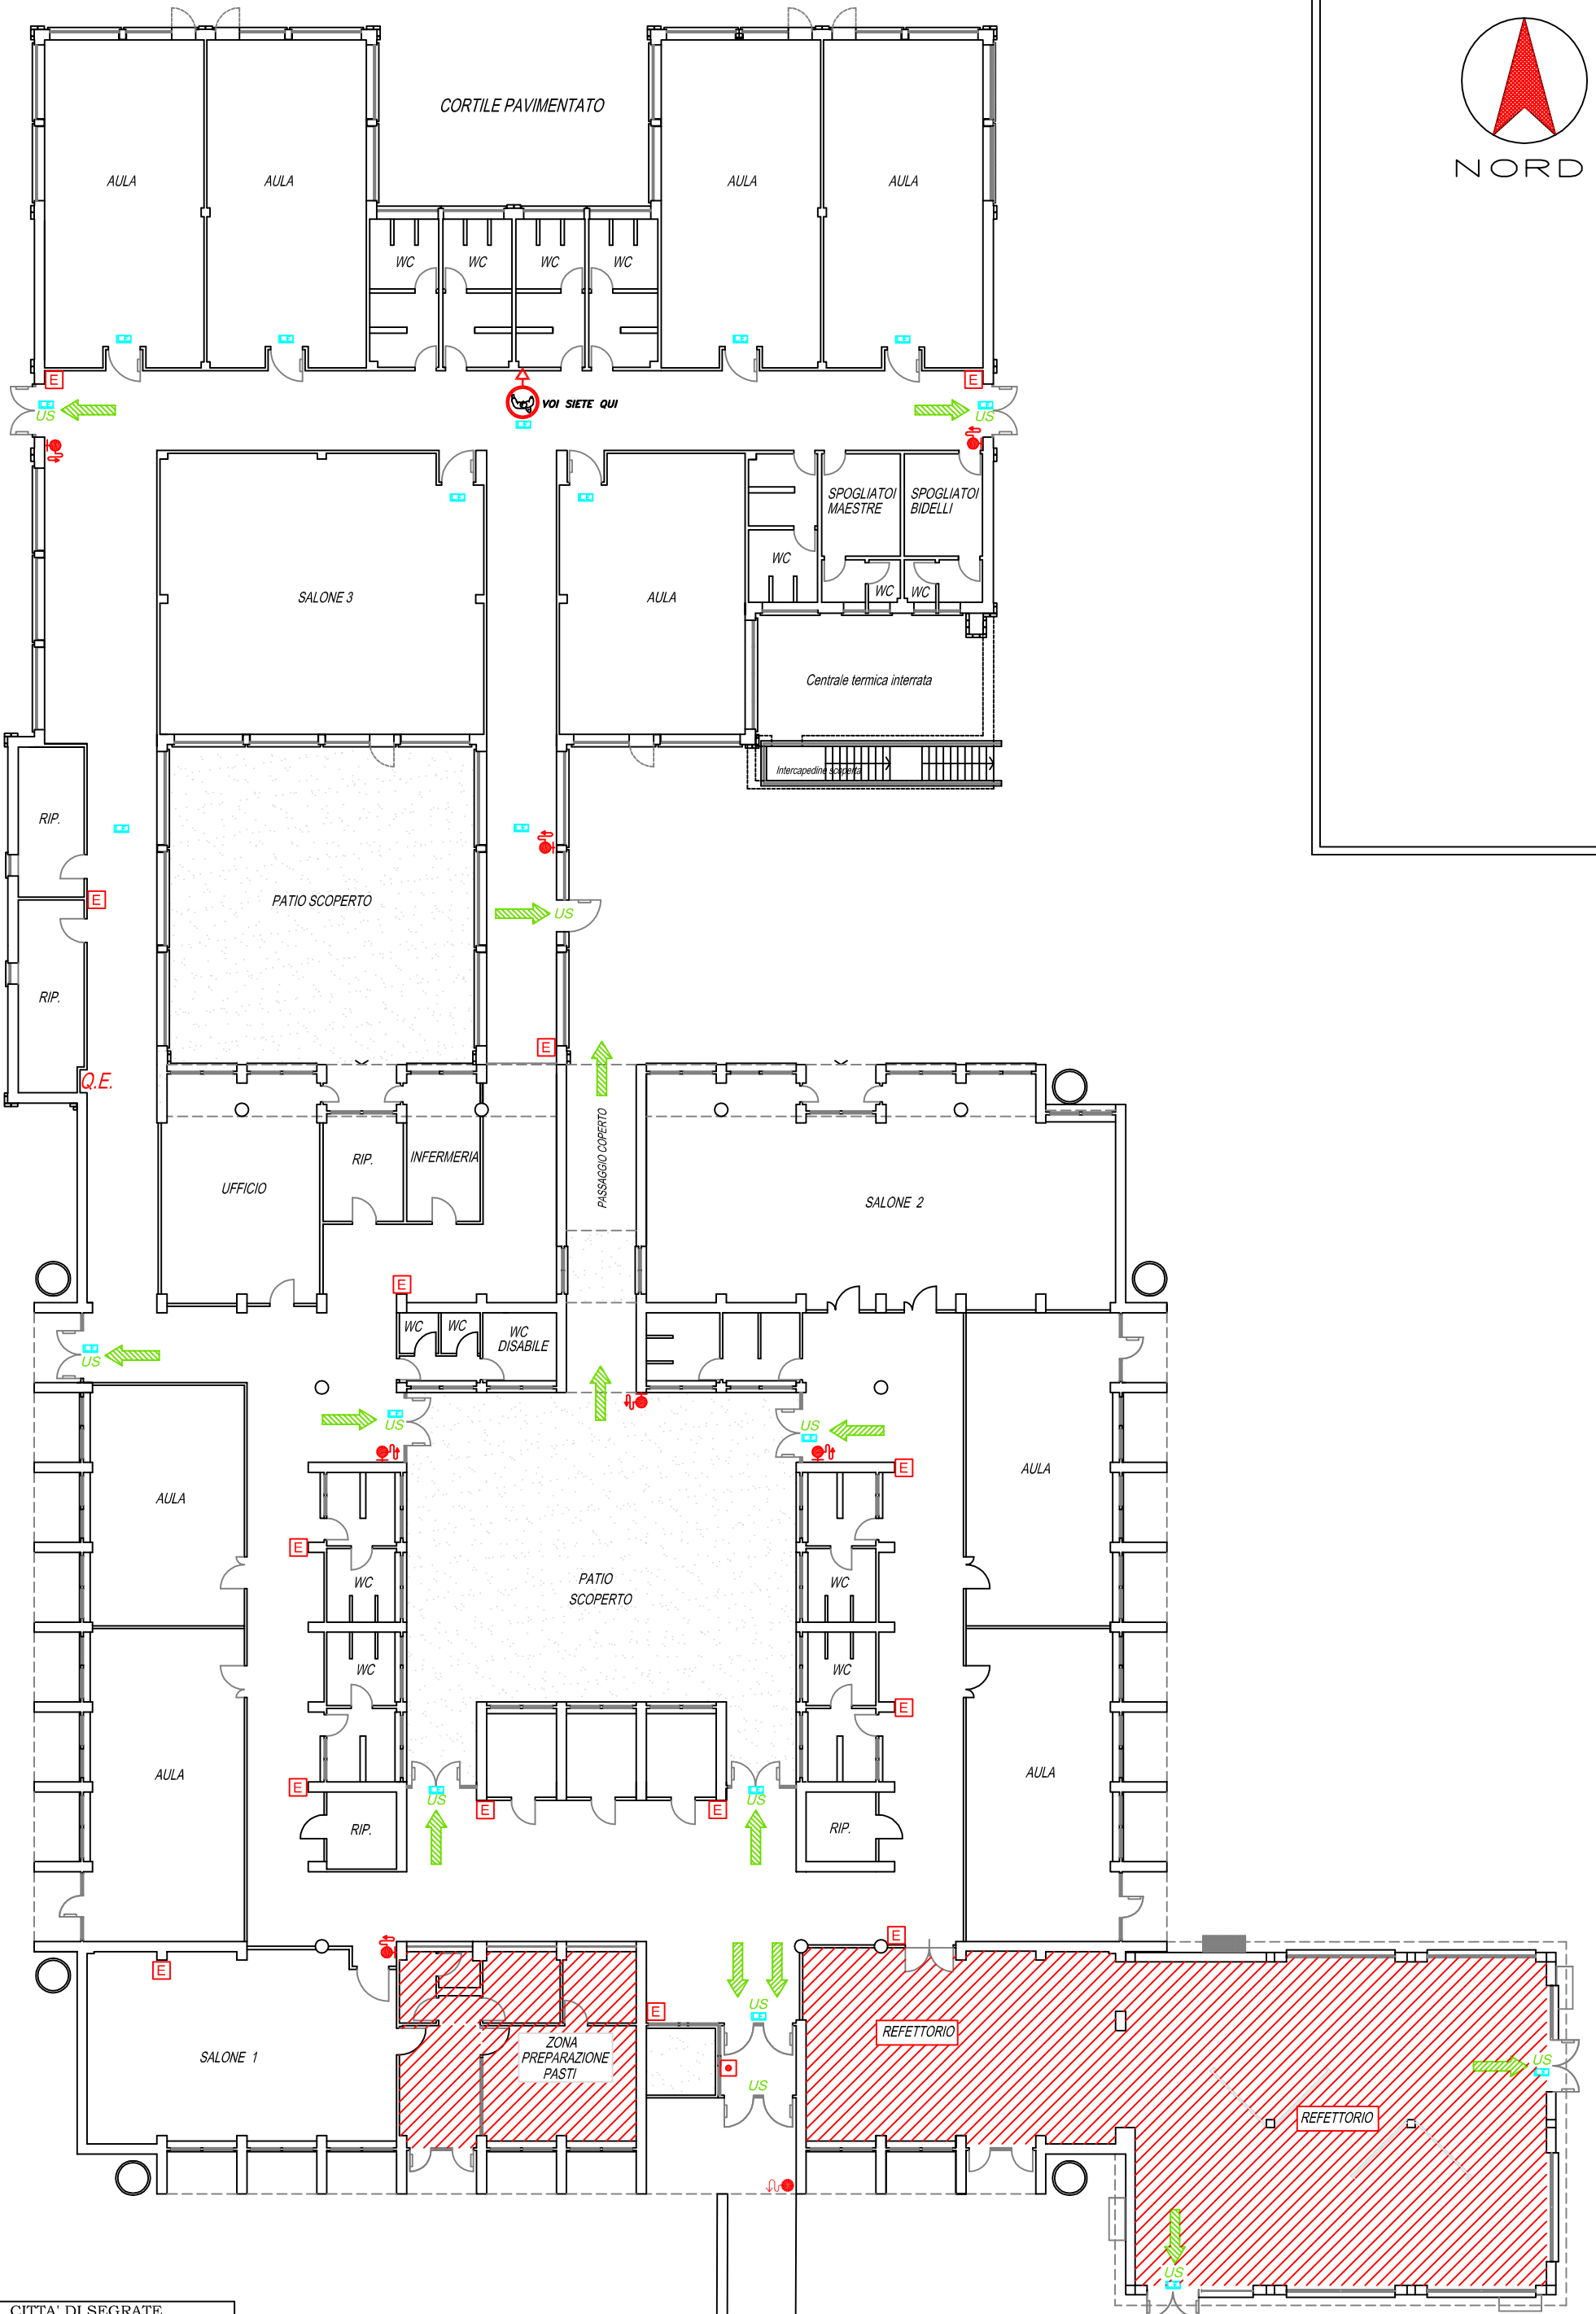 NORD
CORTILE PAVIMENTATO
AULA
AULA
AULA
AULA
WC
WC
WC
WC
E
E
VOI SIETE QUI
US
US
SPOGLIATOI
MAESTRE
SPOGLIATOI
BIDELLI
WC
WC
WC
SALONE 3
AULA
Centrale termica interrata
Intercapedine scoperta
RIP.
E
PATIO SCOPERTO
US
RIP.
E
Q.E.
PASSAGGIO COPERTO
RIP.
INFERMERIA
UFFICIO
SALONE 2
E
WC
WC
WC
DISABILE
US
US
US
E
AULA
AULA
E
PATIO
SCOPERTO
WC
WC
WC
WC
E
AULA
AULA
E
US
US
E
E
RIP.
RIP.
E
E
US
E
REFETTORIO
ZONA
PREPARAZIONE
PASTI
SALONE 1
US
US
REFETTORIO
US
CITTA' DI SEGRATE